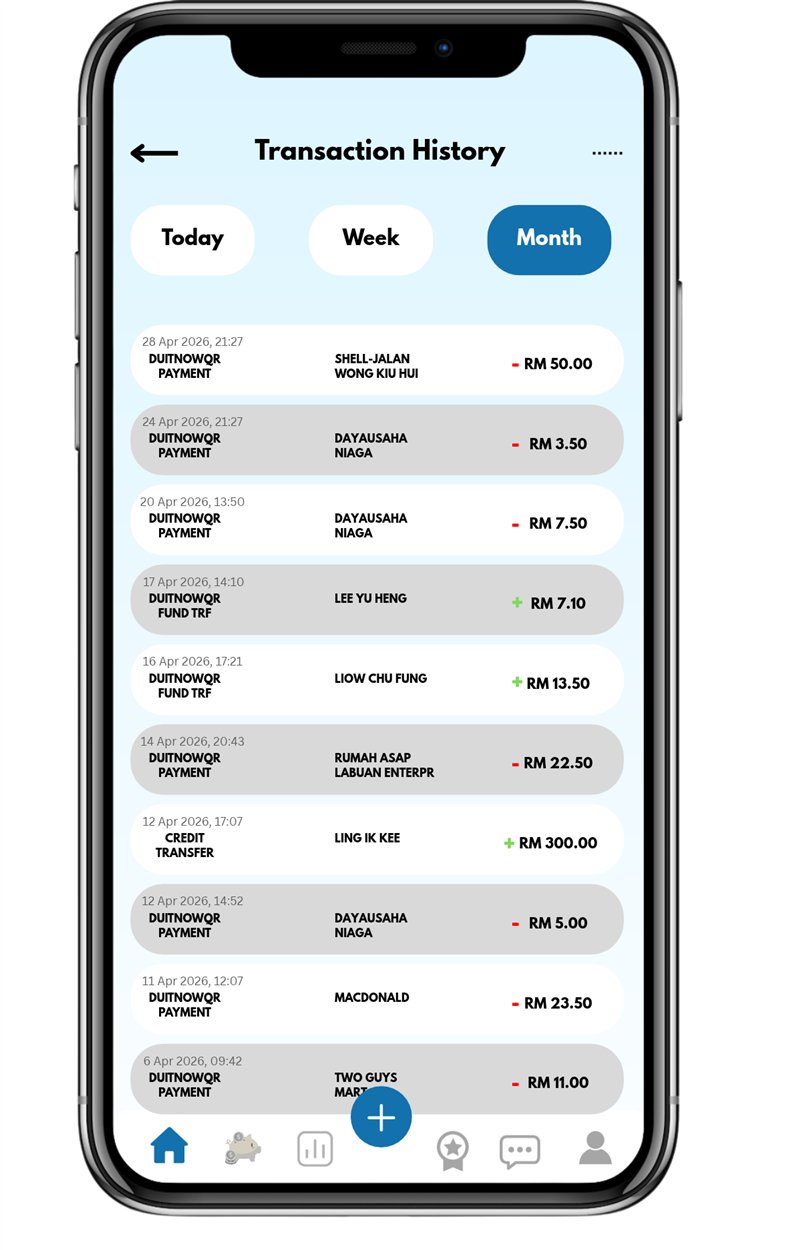 Transaction History
Today
Week
Month
28 Apr 2026, 21:27
DUITNOWQR
PAYMENT
SHELL-JALAN
WONG KIU HUI
- RM 50.00
24 Apr 2026, 21:27
DUITNOWQR
PAYMENT
DAYAUSAHA
NIAGA
- RM 3.50
20 Apr 2026, 13:50
DUITNOWQR
PAYMENT
DAYAUSAHA
NIAGA
- RM 7.50
17 Apr 2026, 14:10
DUITNOWQR
FUND TRF
LEE YU HENG
+ RM 7.10
16 Apr 2026, 17:21
DUITNOWQR
FUND TRF
LIOW CHU FUNG
+ RM 13.50
14 Apr 2026, 20:43
DUITNOWQR
PAYMENT
RUMAH ASAP
LABUAN ENTERPR
- RM 22.50
12 Apr 2026, 17:07
CREDIT
TRANSFER
LING IK KEE
+ RM 300.00
12 Apr 2026, 14:52
DUITNOWQR
PAYMENT
DAYAUSAHA
NIAGA
- RM 5.00
11 Apr 2026, 12:07
DUITNOWQR
PAYMENT
MACDONALD
- RM 23.50
6 Apr 2026, 09:42
DUITNOWQR
PAYMENT
TWO GUYS
- RM 11.00